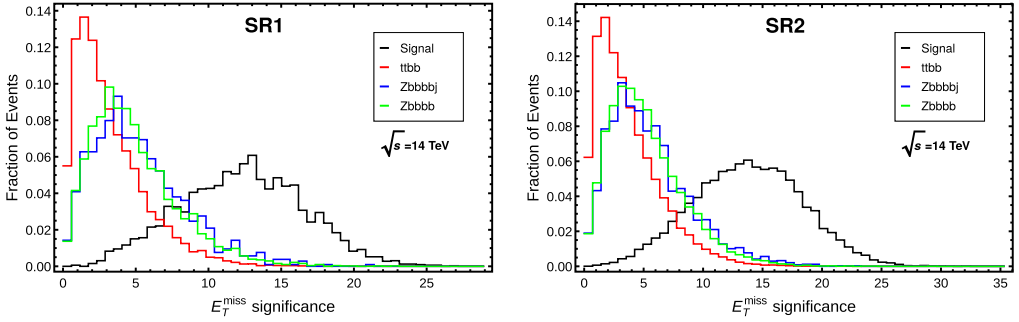 SR1
Fraction of Events
0.14
0.12
0.10
0.08
0.06
0.04
0.02
0.00
Signal
ttbb
Zbbbbj
Zbbbb
√s =14 TeV
0 5 10 15 20 25
E_T^miss significance
SR2
Fraction of Events
0.14
0.12
0.10
0.08
0.06
0.04
0.02
0.00
Signal
ttbb
Zbbbbj
Zbbbb
√s =14 TeV
0 5 10 15 20 25 30 35
E_T^miss significance